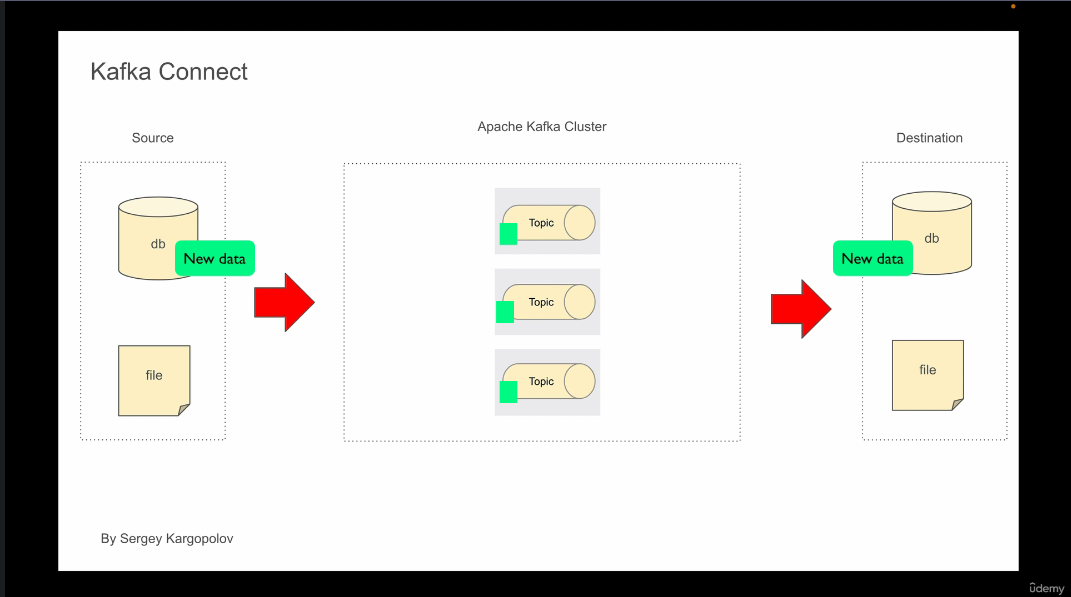 Kafka Connect
Source
Apache Kafka Cluster
Destination
db
New data
file
Topic
Topic
Topic
db
New data
file
By Sergey Kargopolov
ûdemy